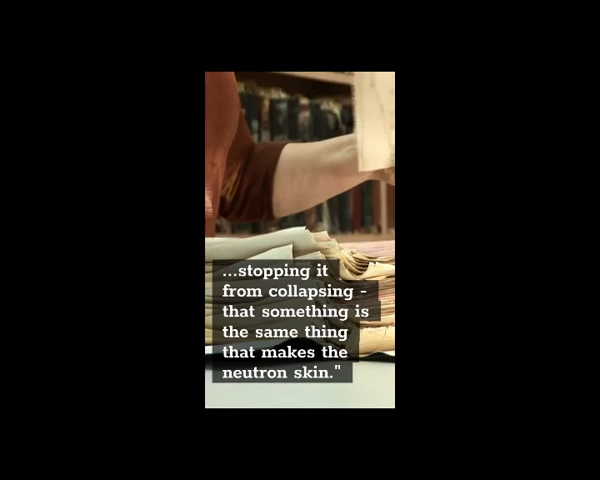 ...stopping it
from collapsing -
that something is
the same thing
that makes the
neutron skin."